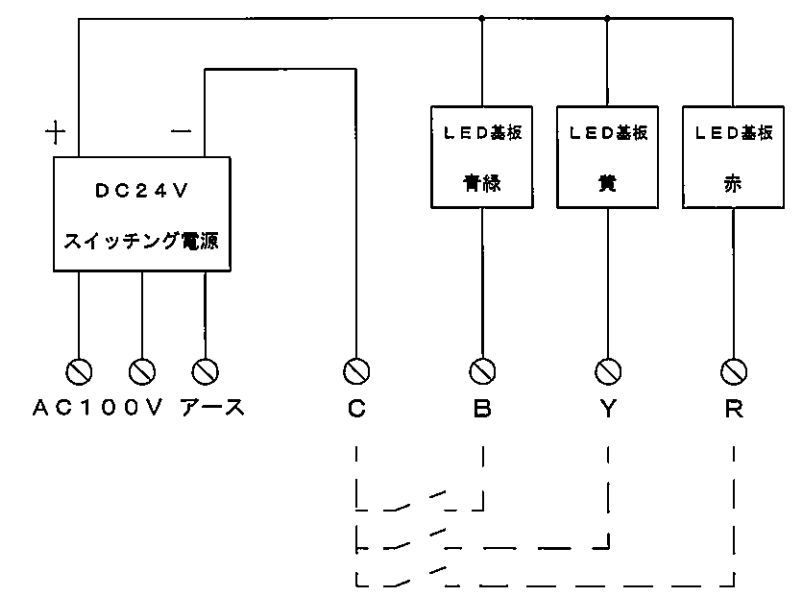 +
−
LED基板
青緑
LED基板
黄
LED基板
赤
DC24V
スイッチング電源
AC100V アース
C
B
Y
R